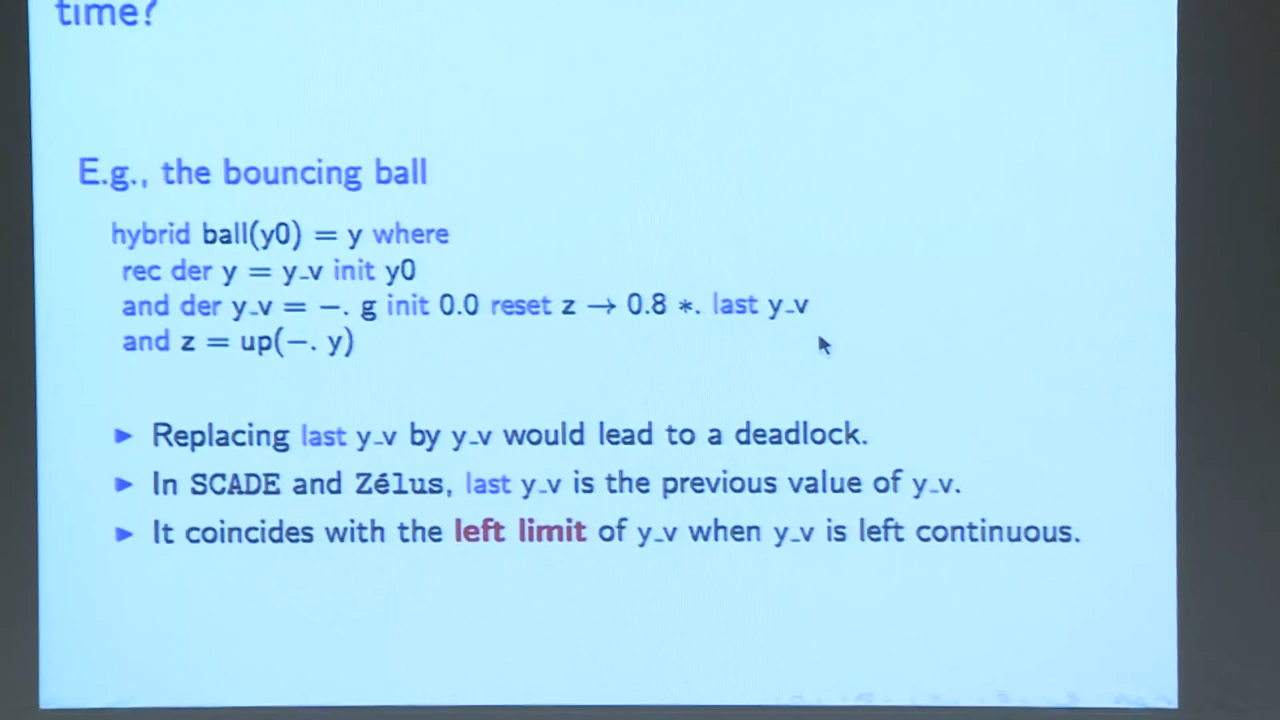 time?
E.g., the bouncing ball
hybrid ball(y0) = y where
rec der y = y_v init y0
and der y_v = −. g init 0.0 reset z → 0.8 *. last y_v
and z = up(−. y)
▶ Replacing last y_v by y_v would lead to a deadlock.
▶ In SCADE and Zélus, last y_v is the previous value of y_v.
▶ It coincides with the left limit of y_v when y_v is left continuous.